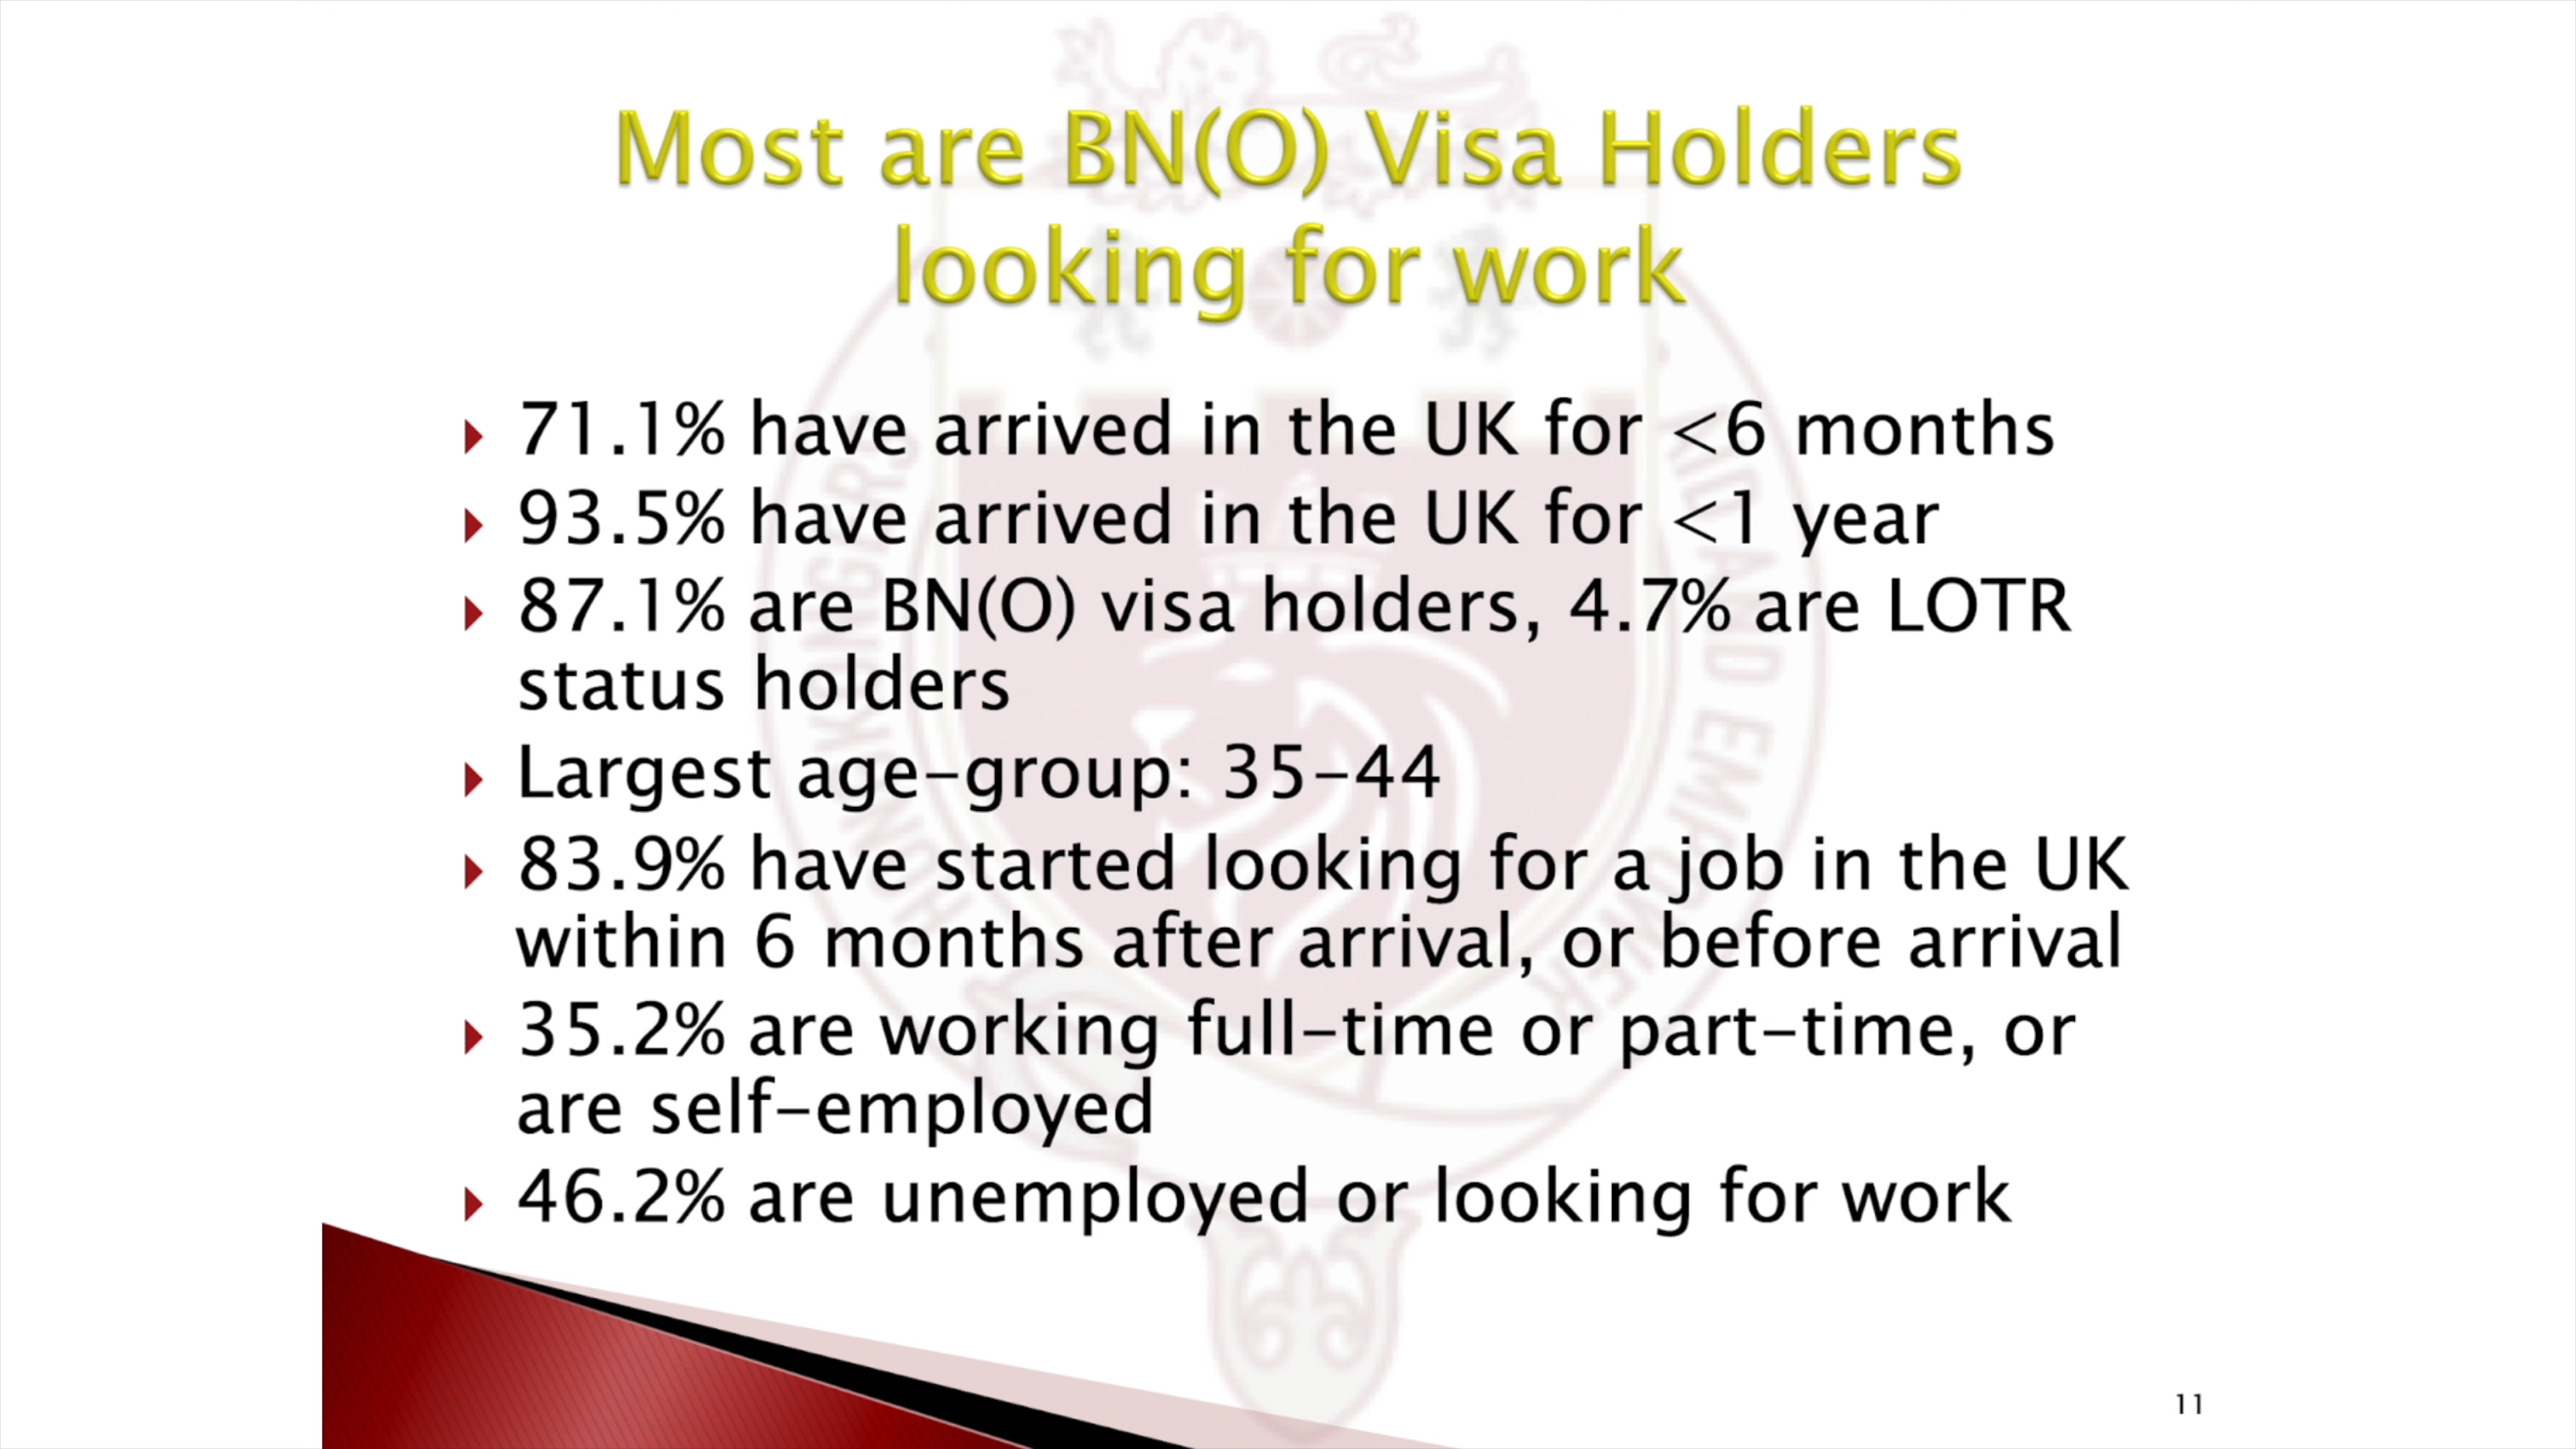 Most are BN(O) Visa Holders
looking for work
71.1% have arrived in the UK for <6 months
93.5% have arrived in the UK for <1 year
87.1% are BN(O) visa holders, 4.7% are LOTR
status holders
Largest age-group: 35-44
83.9% have started looking for a job in the UK
within 6 months after arrival, or before arrival
35.2% are working full-time or part-time, or
are self-employed
46.2% are unemployed or looking for work
11